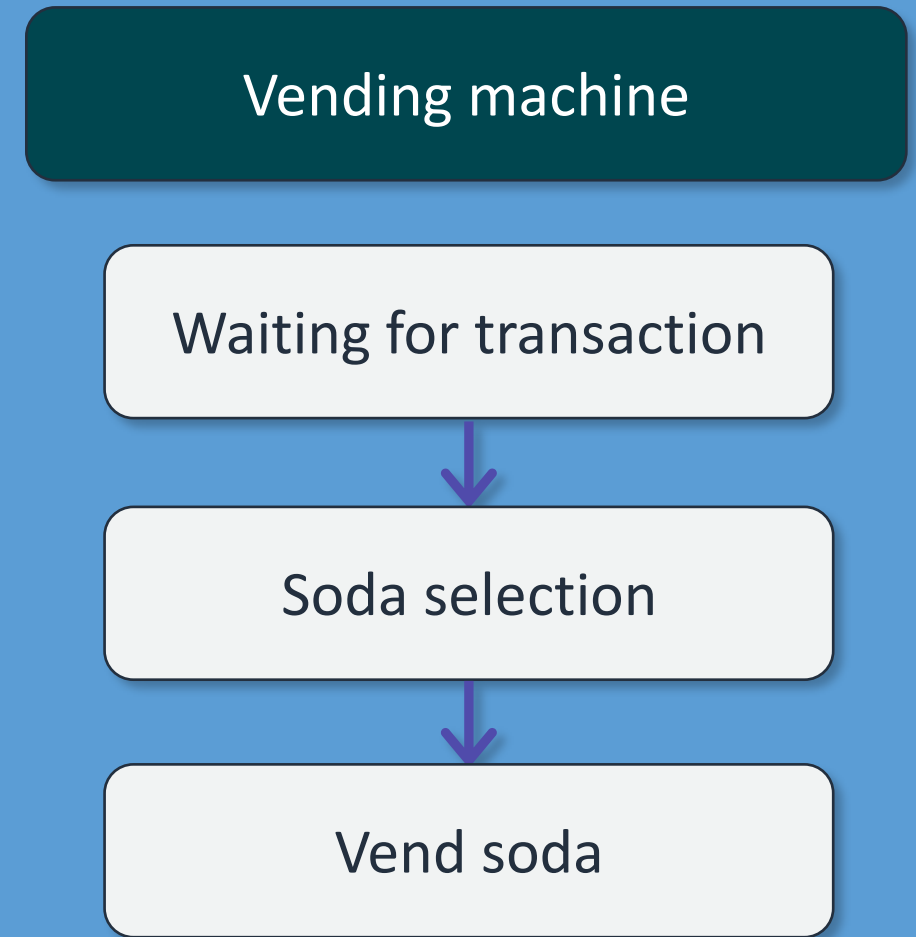 Vending machine
Waiting for transaction
Soda selection
Vend soda